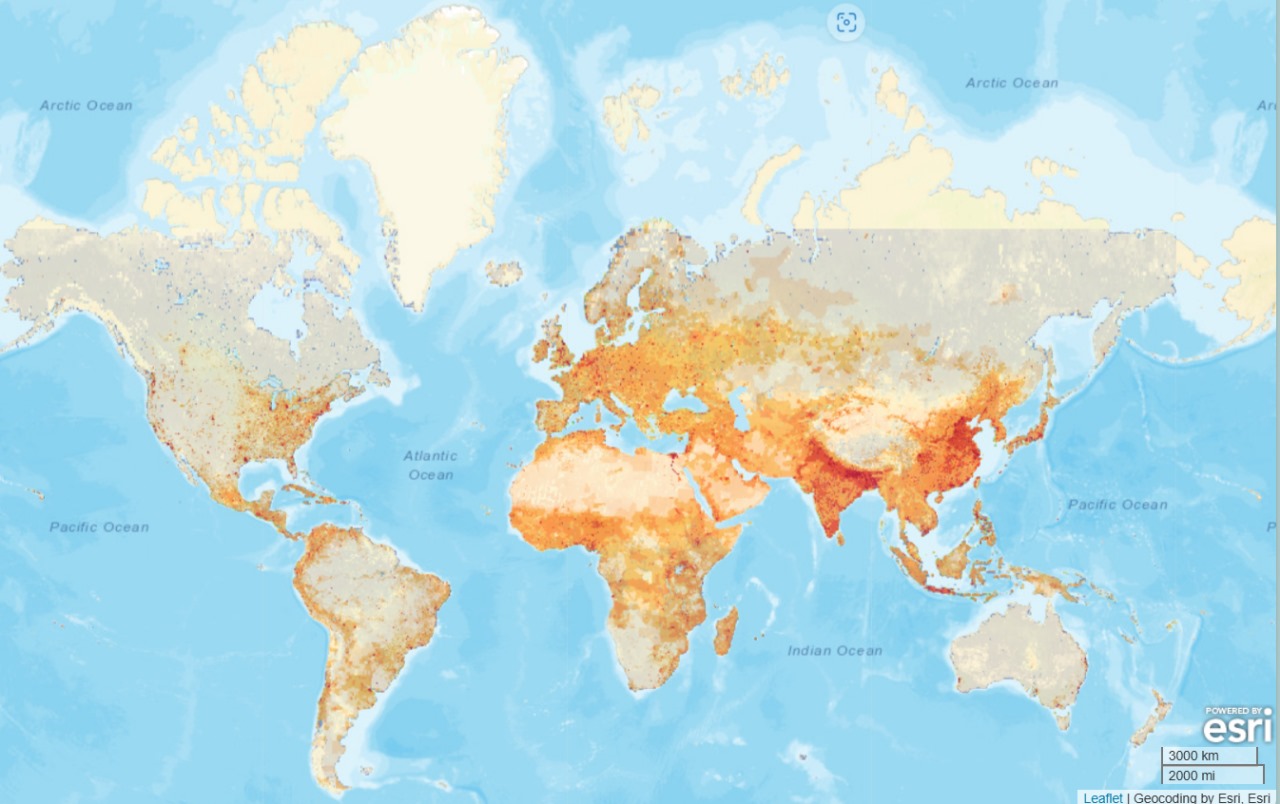 Arctic Ocean
Arctic Ocean
Atlantic
Ocean
Pacific Ocean
Pacific Ocean
Indian Ocean
POWERED BY
esri
3000 km
2000 mi
Leaflet | Geocoding by Esri, Esri